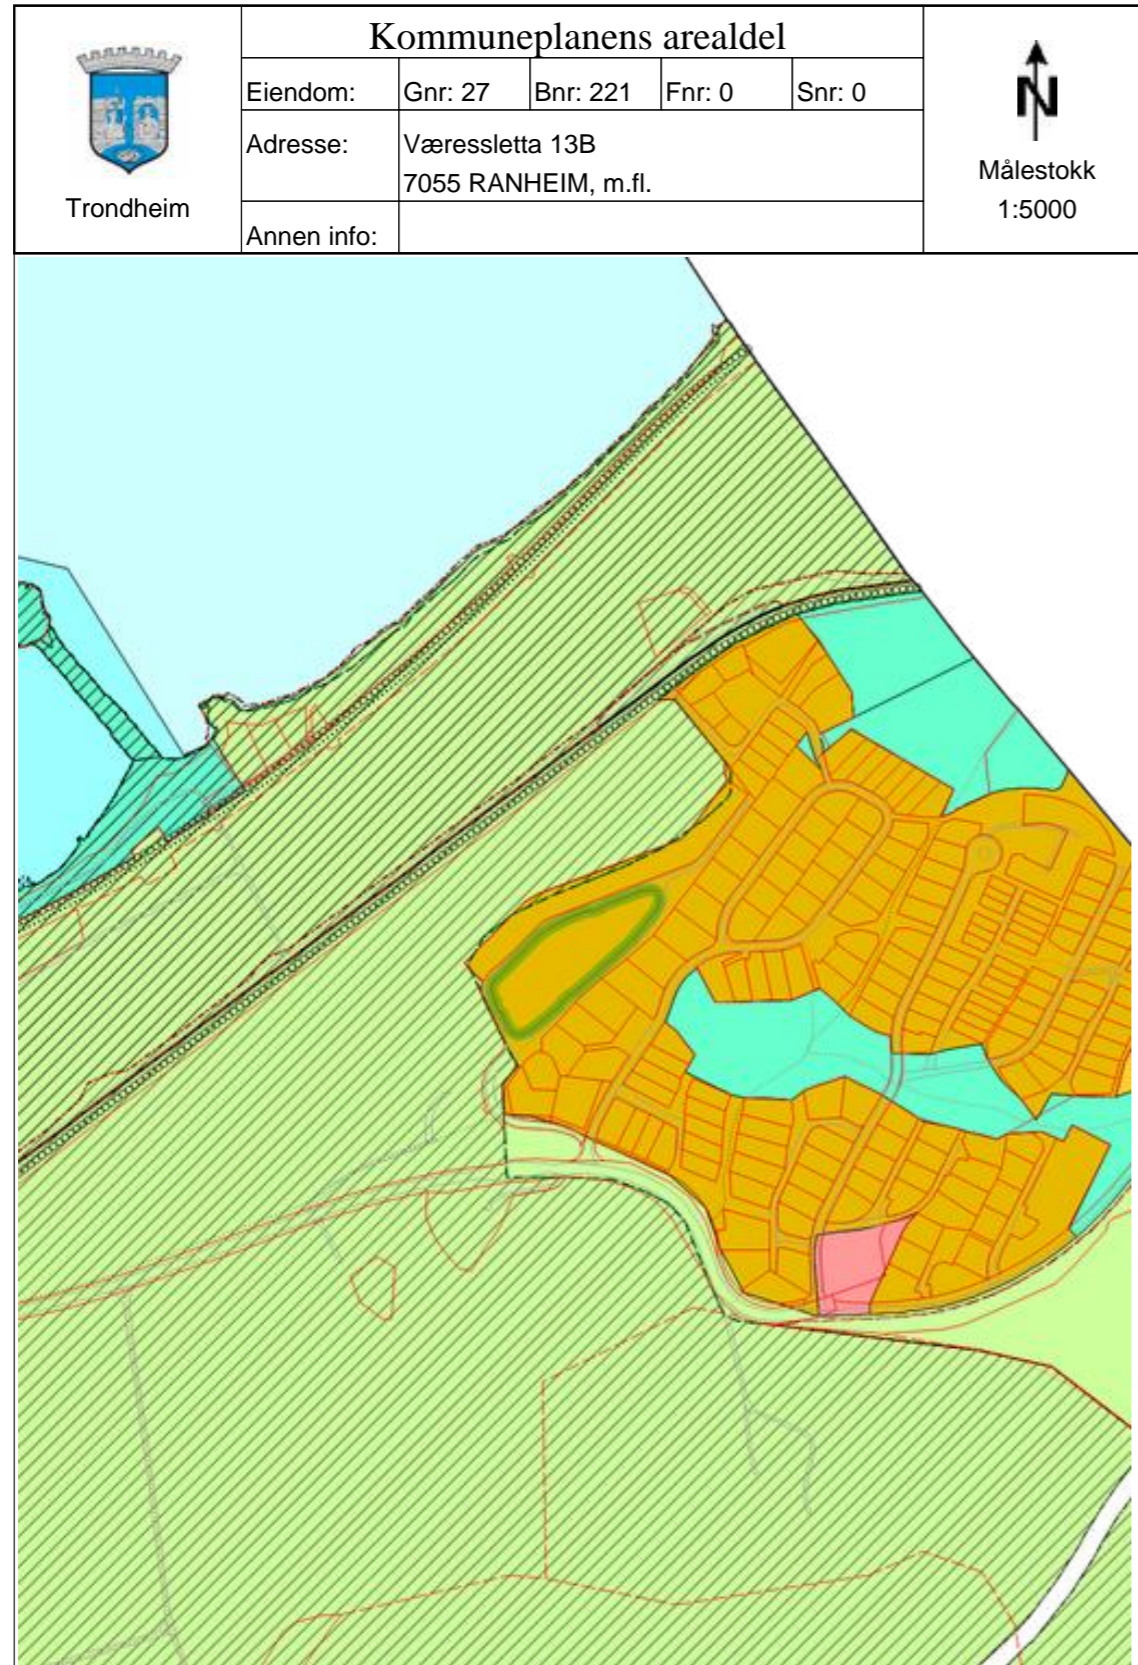 Kommuneplanens arealdel
Eiendom: Gnr: 27 Bnr: 221 Fnr: 0 Snr: 0
Adresse: Væressletta 13B
7055 RANHEIM, m.fl.
Annen info:
Trondheim
N
Målestokk
1:5000